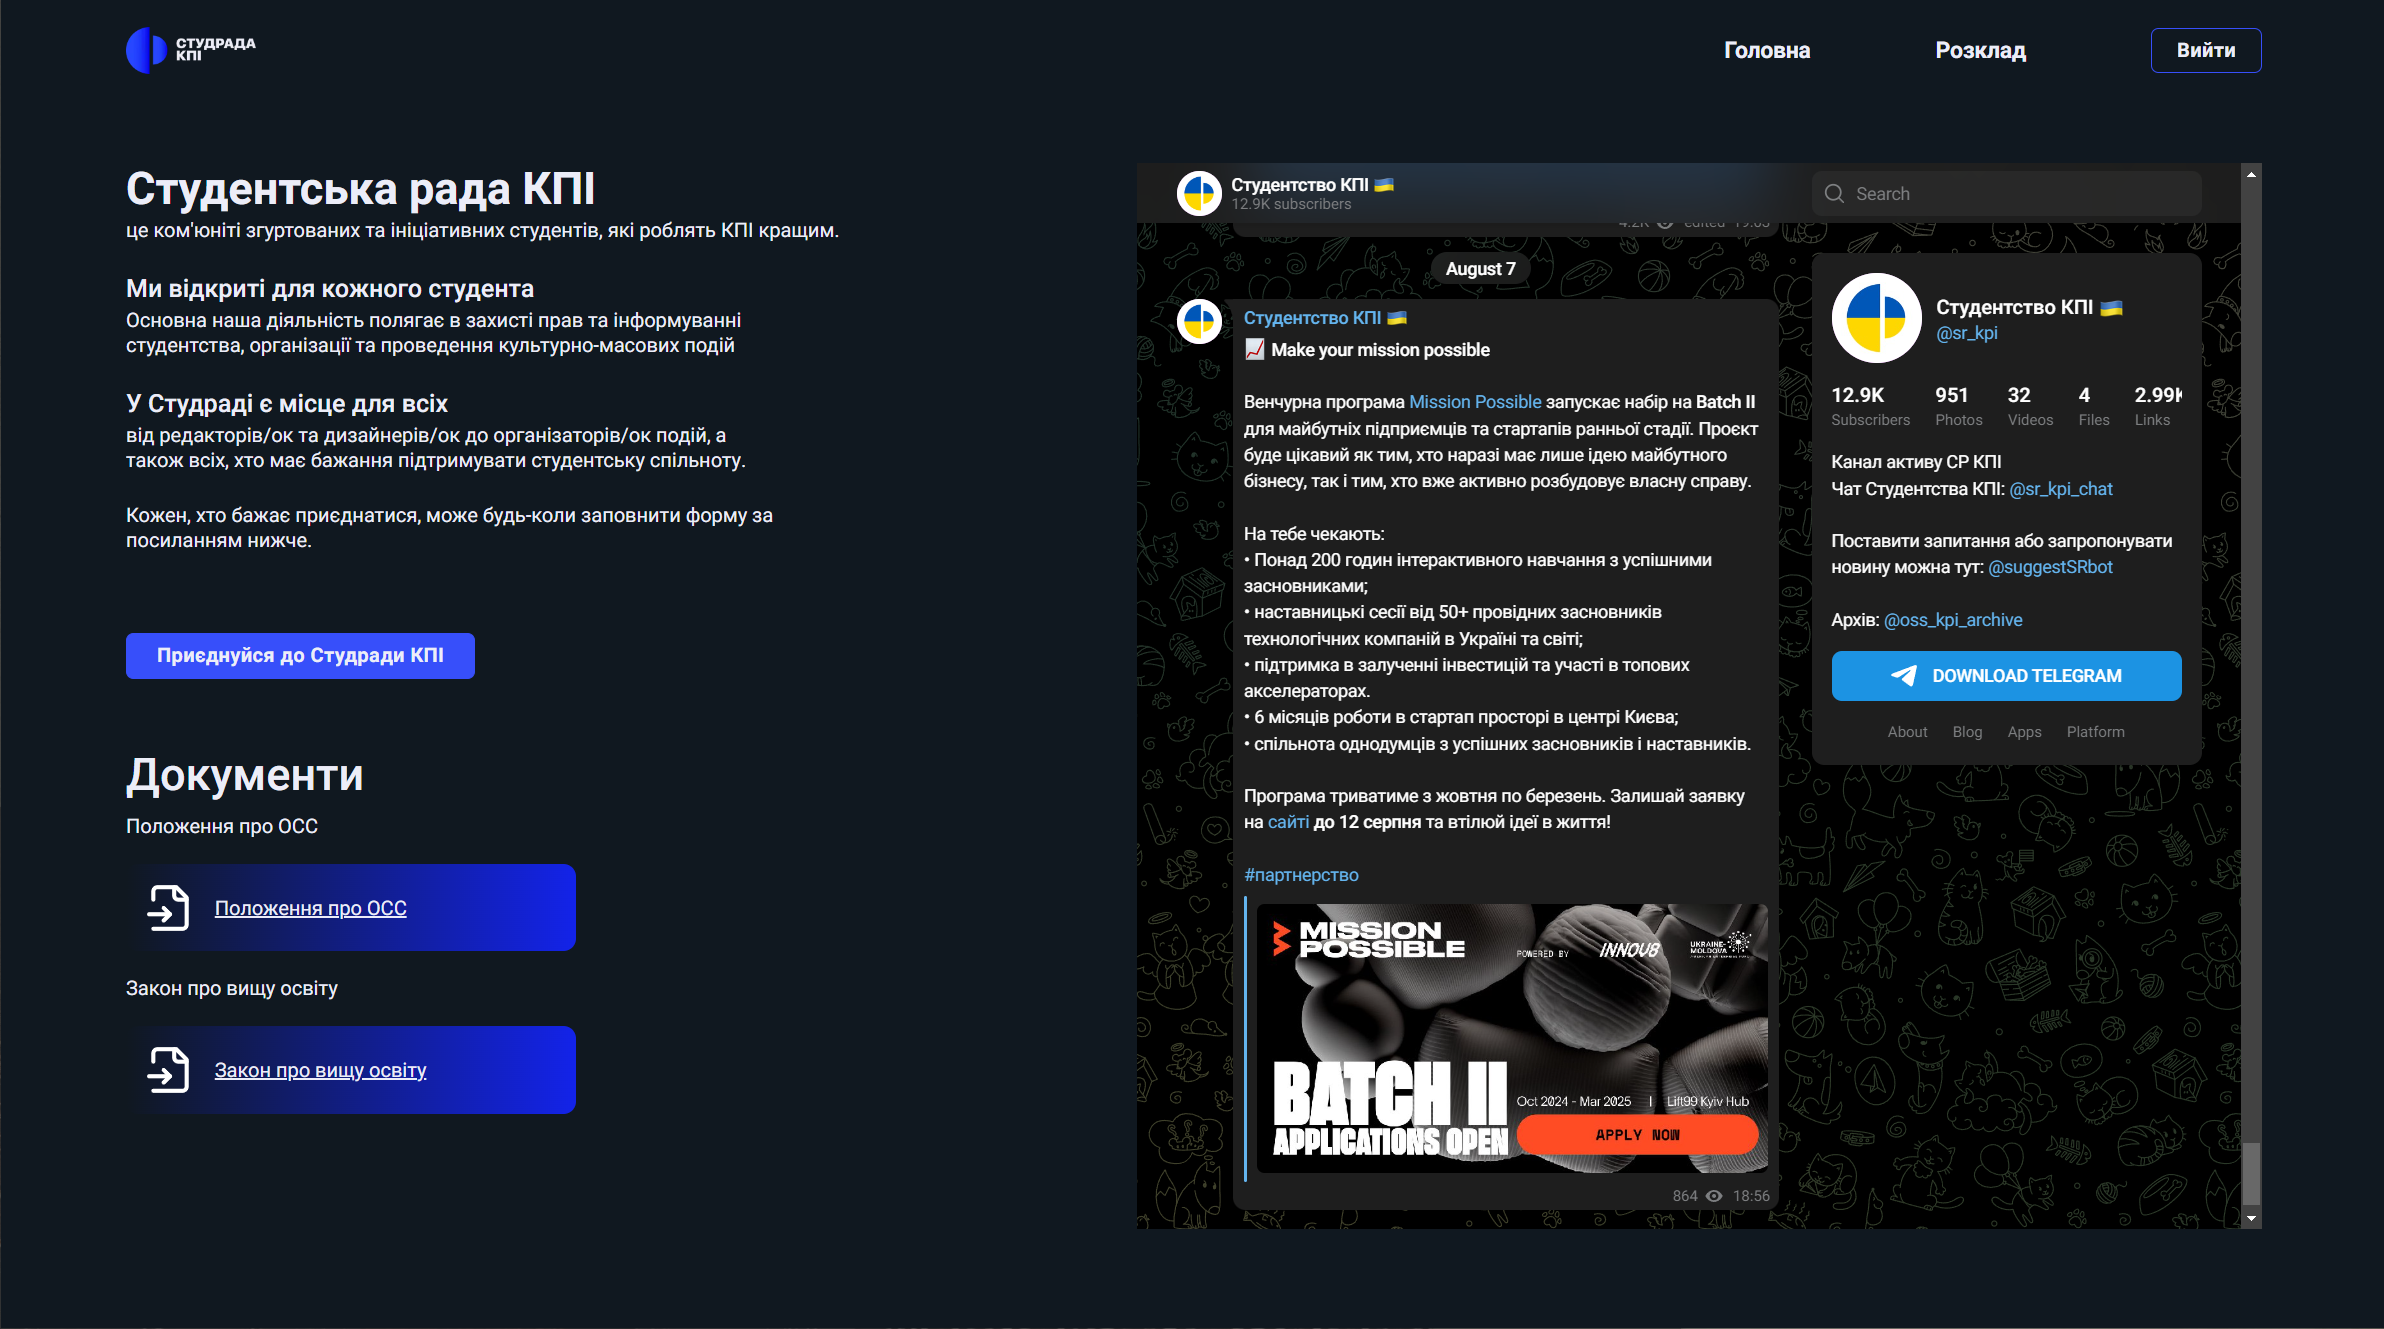 СТУДРАДА
КПІ
Головна
Розклад
Вийти
Студентська рада КПІ
це ком'юніті згуртованих та ініціативних студентів, які роблять КПІ кращим.
Ми відкриті для кожного студента
Основна наша діяльність полягає в захисті прав та інформуванні
студентства, організації та проведення культурно-масових подій
У Студраді є місце для всіх
від редакторів/ок та дизайнерів/ок до організаторів/ок подій, а
також всіх, хто має бажання підтримувати студентську спільноту.
Кожен, хто бажає приєднатися, може будь-коли заповнити форму за
посиланням нижче.
Приєднуйся до Студради КПІ
Документи
Положення про ОСС
Положення про ОСС
Закон про вищу освіту
Закон про вищу освіту
Студентство КПІ 🇺🇦
12.9K subscribers
Search
4.2K edited 19:03
August 7
Студентство КПІ 🇺🇦
📈 Make your mission possible
Венчурна програма Mission Possible запускає набір на Batch II
для майбутніх підприємців та стартапів ранньої стадії. Проєкт
буде цікавий як тим, хто наразі має лише ідею майбутного
бізнесу, так і тим, хто вже активно розбудовує власну справу.
На тебе чекають:
• Понад 200 годин інтерактивного навчання з успішними
засновниками;
• наставницькі сесії від 50+ провідних засновників
технологічних компаній в Україні та світі;
• підтримка в залученні інвестицій та участі в топових
акселераторах.
• 6 місяців роботи в стартап просторі в центрі Києва;
• спільнота однодумців з успішних засновників і наставників.
Програма триватиме з жовтня по березень. Залишай заявку
на сайті до 12 серпня та втілюй ідеї в життя!
#партнерство
MISSION
POSSIBLE
POWERED BY
INNOV8
UKRAINE-
MOLDOVA
BATCH II
APPLICATIONS OPEN
Oct 2024 - Mar 2025 | Lift99 Kyiv Hub
APPLY NOW
864 18:56
Студентство КПІ 🇺🇦
@sr_kpi
12.9K 951 32 4 2.99K
Subscribers Photos Videos Files Links
Канал активу СР КПІ
Чат Студентства КПІ: @sr_kpi_chat
Поставити запитання або запропонувати
новину можна тут: @suggestSRbot
Архів: @oss_kpi_archive
DOWNLOAD TELEGRAM
About Blog Apps Platform